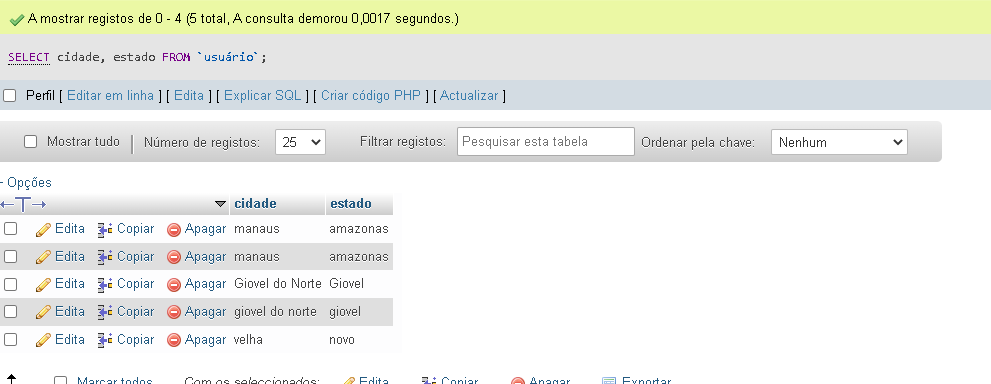 A mostrar registos de 0 - 4 (5 total, A consulta demorou 0,0017 segundos.)
SELECT cidade, estado FROM `usuário`;
Perfil [ Editar em linha ] [ Edita ] [ Explicar SQL ] [ Criar código PHP ] [ Actualizar ]
Mostrar tudo | Número de registos: 25 Filtrar registos: Pesquisar esta tabela Ordenar pela chave: Nenhum
- Opções
←T→ cidade estado
Edita Copiar Apagar manaus amazonas
Edita Copiar Apagar manaus amazonas
Edita Copiar Apagar Giovel do Norte Giovel
Edita Copiar Apagar giovel do norte giovel
Edita Copiar Apagar velha novo
Marcar todos Com os seleccionados: Edita Copiar Apagar Exportar